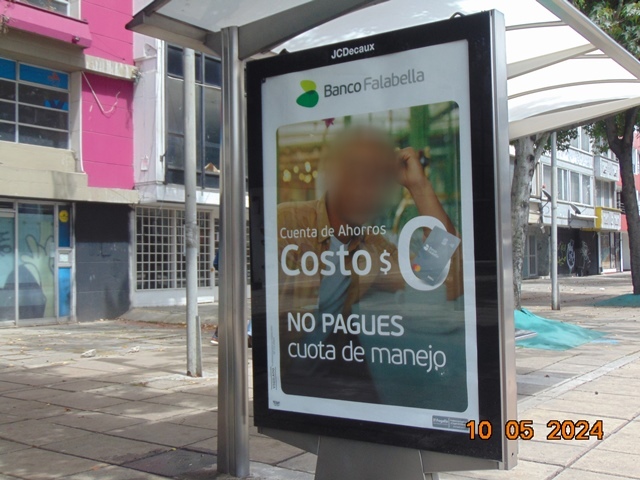 JCDecaux
Banco Falabella
Cuenta de Ahorros
Costo $ 0
NO PAGUES
cuota de manejo
10 05 2024